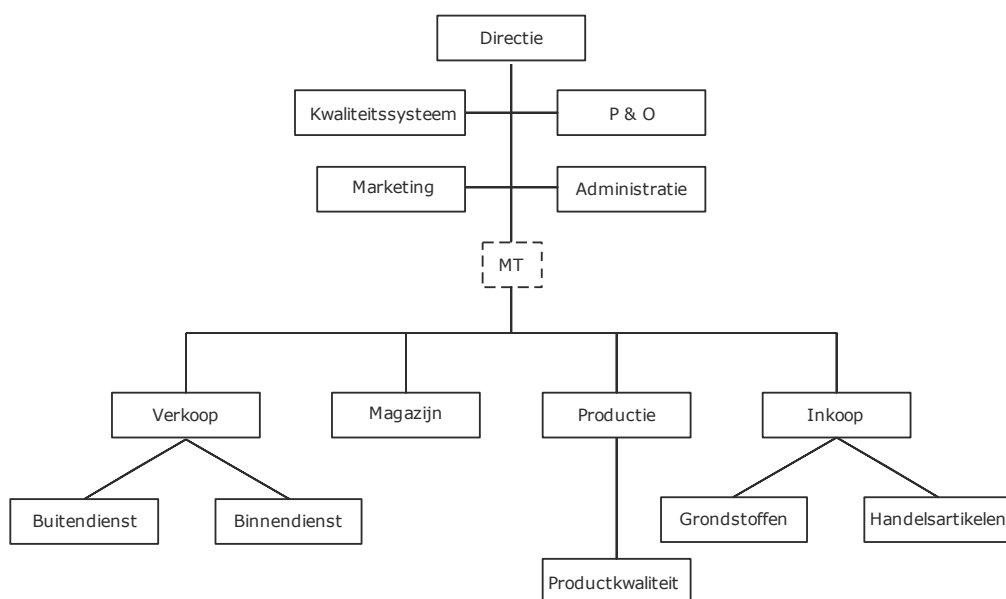 Directie
Kwaliteitssysteem
P & O
Marketing
Administratie
MT
Verkoop
Magazijn
Productie
Inkoop
Buitendienst
Binnendienst
Grondstoffen
Handelsartikelen
Productkwaliteit